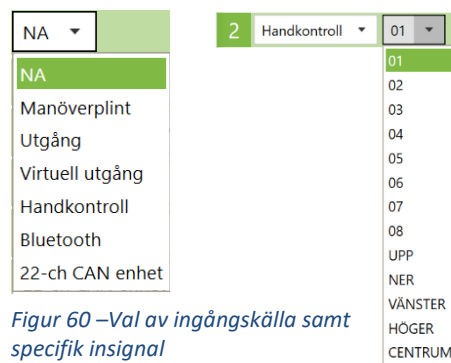 NA
NA
Manöverplint
Utgång
Virtuell utgång
Handkontroll
Bluetooth
22-ch CAN enhet
2 Handkontroll 01
01
02
03
04
05
06
07
08
UPP
NER
VÄNSTER
HÖGER
CENTRUM
Figur 60 –Val av ingångskälla samt
specifik insignal